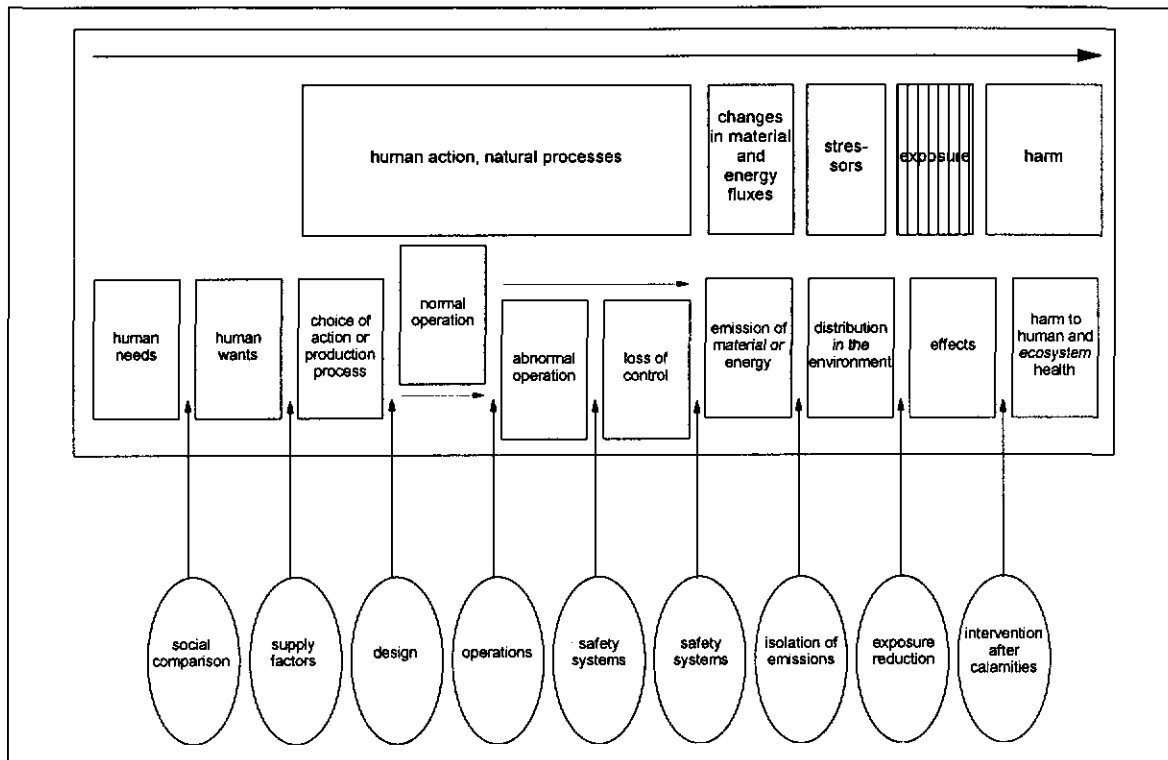 human action, natural processes
changes
in material
and
energy
fluxes
stres-
sors
exposure
harm
human
needs
human
wants
choice of
action or
production
process
normal
operation
abnormal
operation
loss of
control
emission of
material or
energy
distribution
in the
environment
effects
harm to
human and
ecosystem
health
social
comparison
supply
factors
design
operations
safety
systems
safety
systems
isolation of
emissions
exposure
reduction
intervention
after
calamities